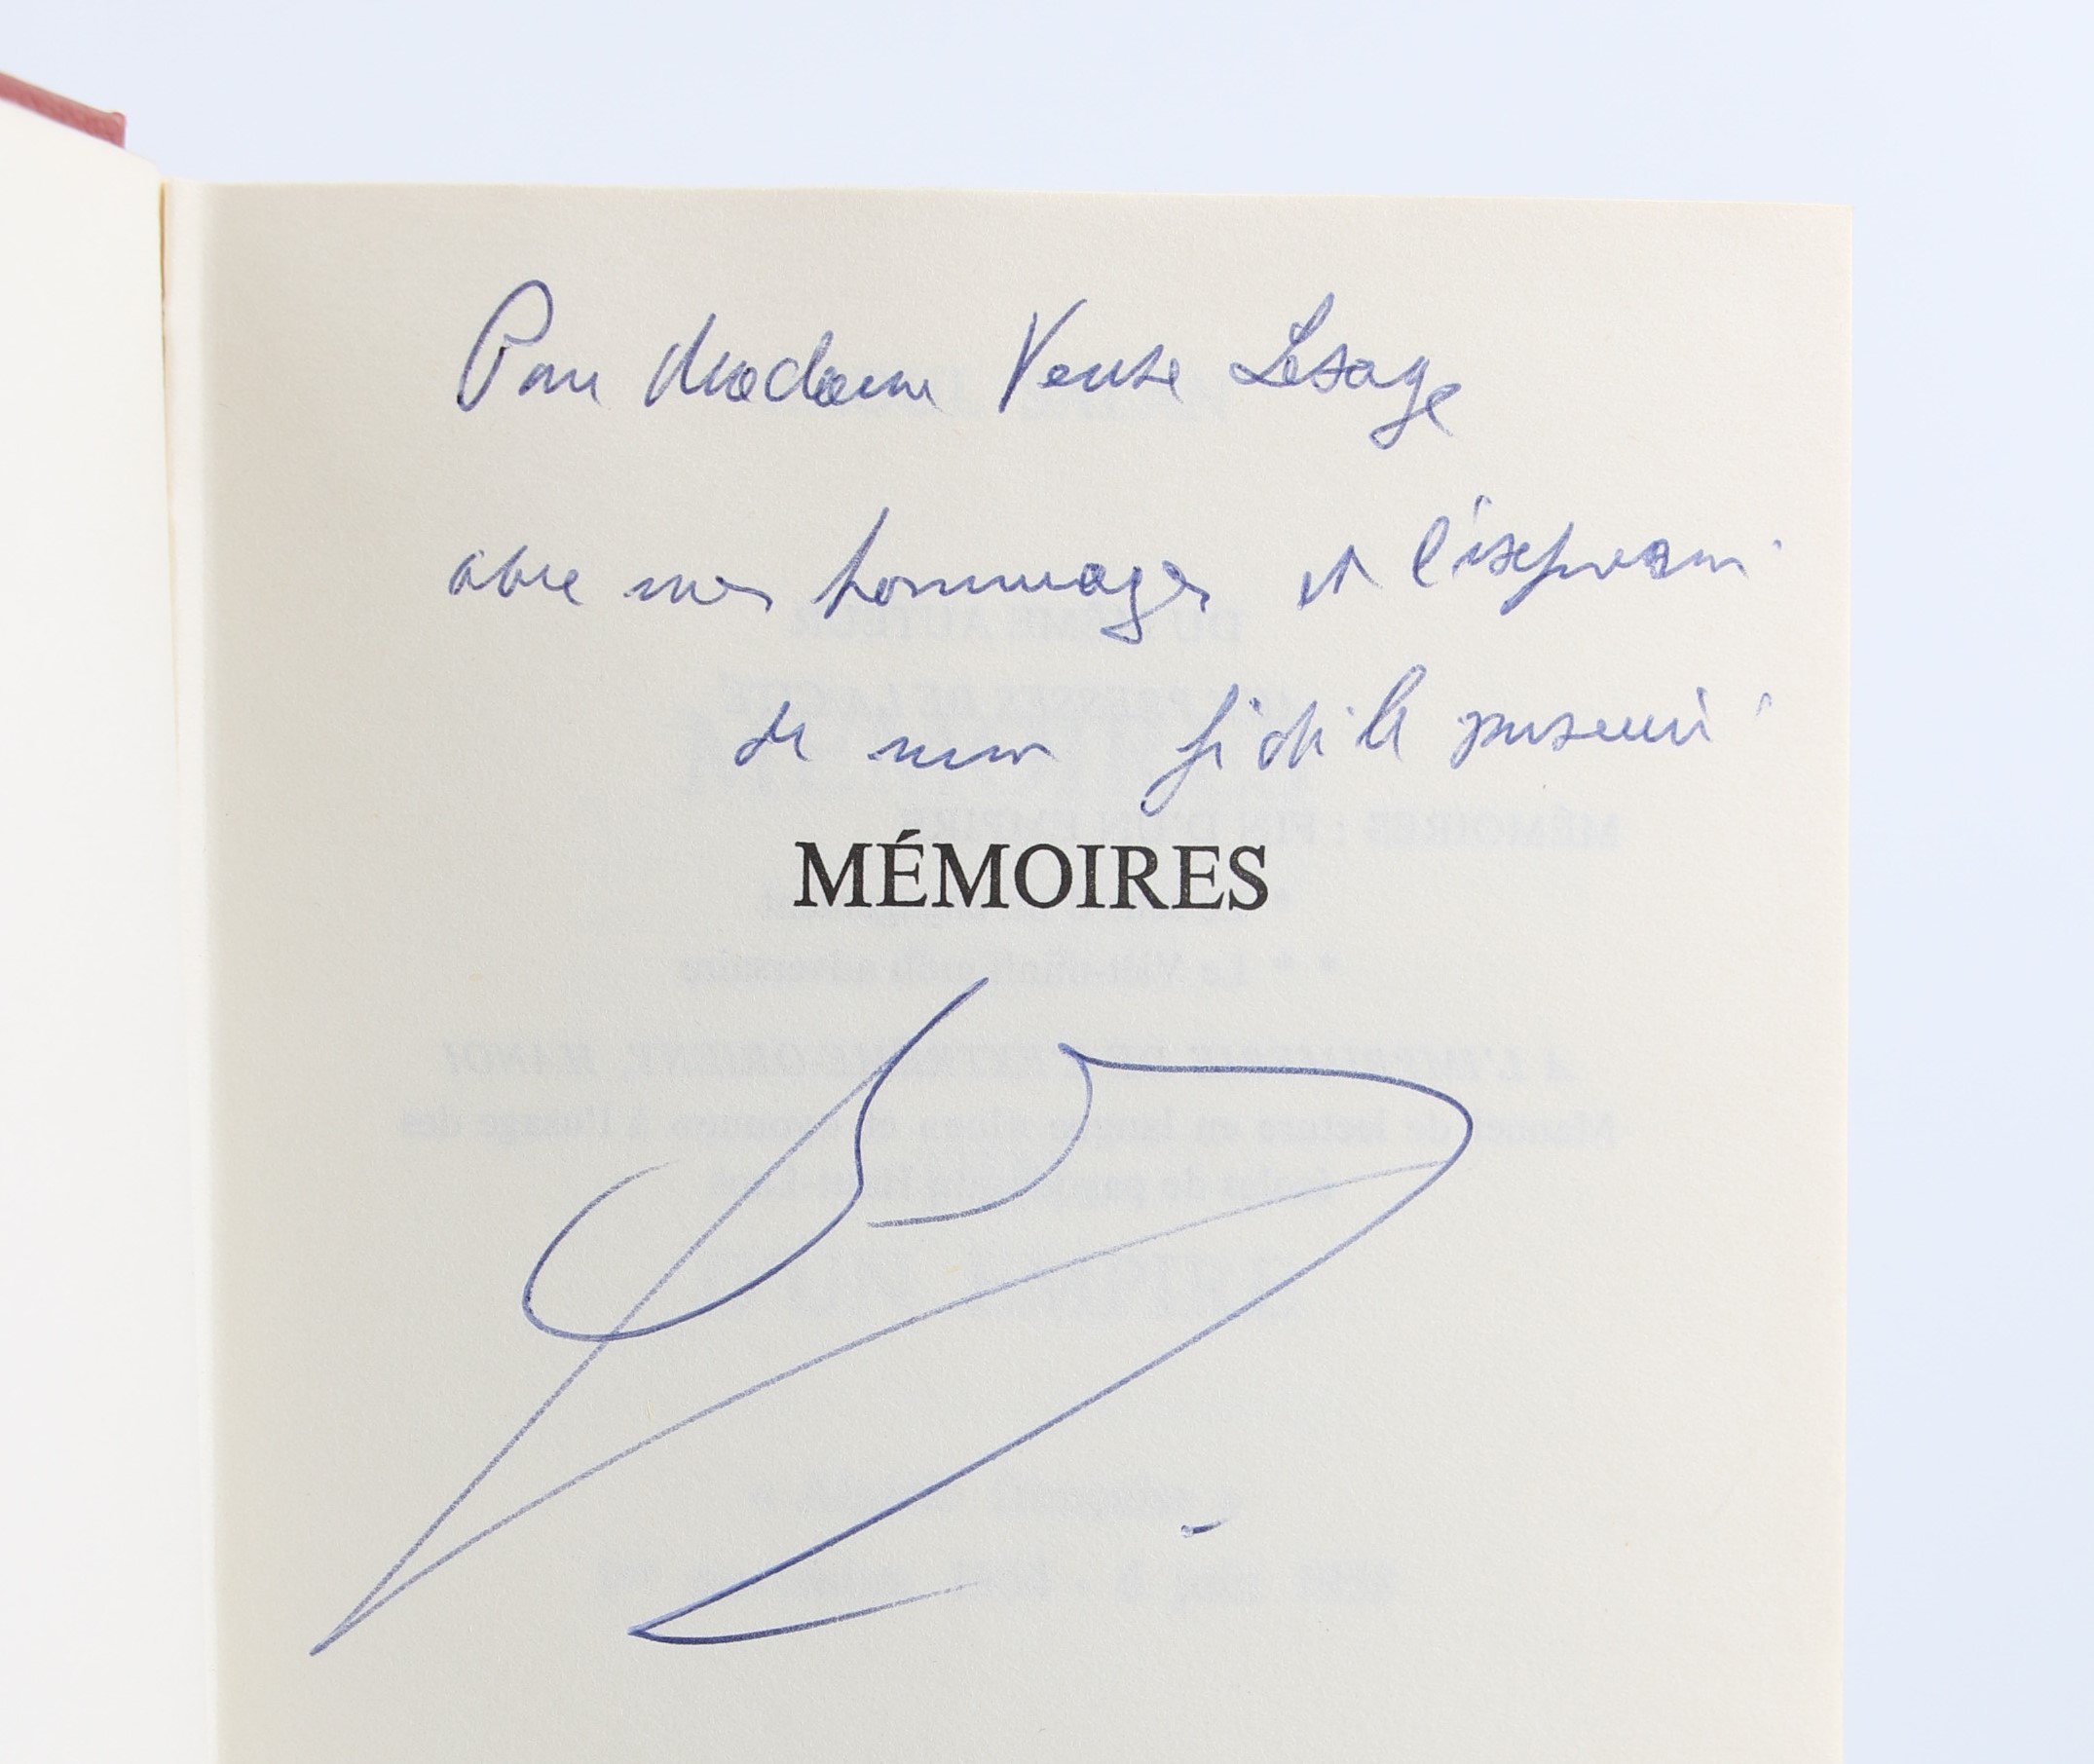 Pour Madame Veuve Lesage
avec mes hommages et l'expression
de mon fidèle souvenir
MÉMOIRES